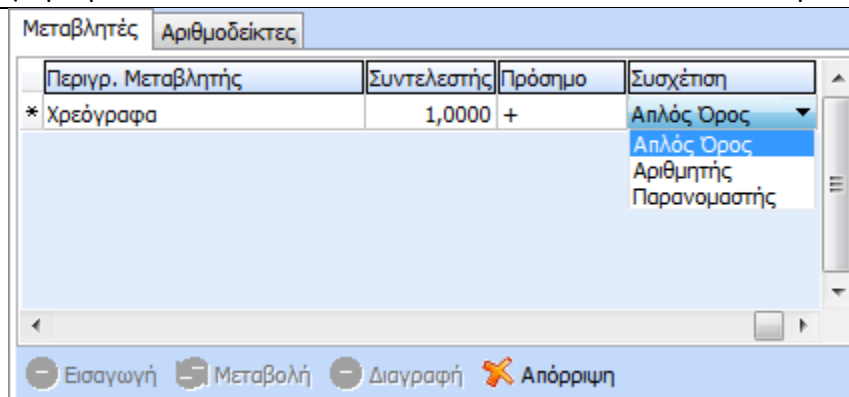 Μεταβλητές Αριθμοδείκτες
Περιγρ. Μεταβλητής Συντελεστής Πρόσημο Συσχέτιση
* Χρεόγραφα 1,0000 + Απλός Όρος
Απλός Όρος
Αριθμητής
Παρανομαστής
Εισαγωγή Μεταβολή Διαγραφή Απόρριψη